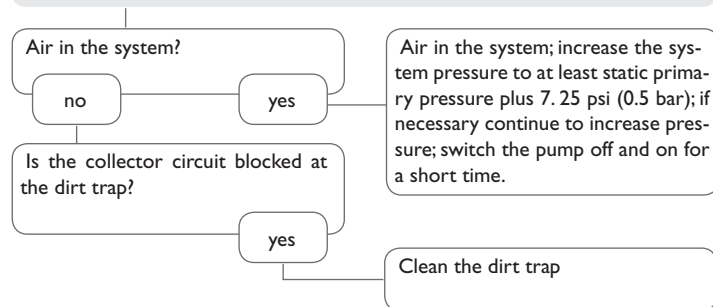 Air in the system?
no
yes
Air in the system; increase the sys-
tem pressure to at least static prima-
ry pressure plus 7. 25 psi (0.5 bar); if
necessary continue to increase pres-
sure; switch the pump off and on for
a short time.
Is the collector circuit blocked at
the dirt trap?
yes
Clean the dirt trap